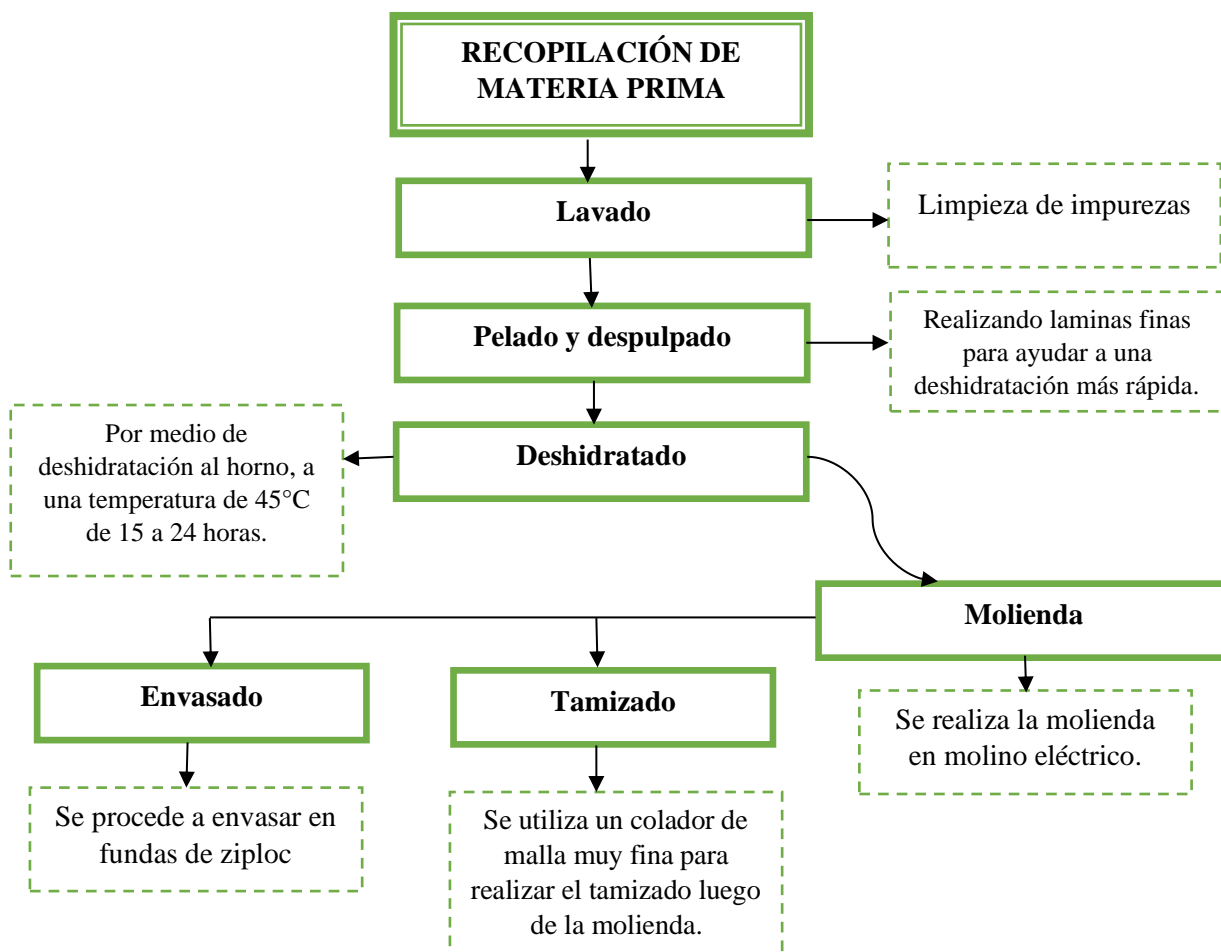 RECOPILACIÓN DE
MATERIA PRIMA
Lavado
Limpieza de impurezas
Pelado y despulpado
Realizando laminas finas
para ayudar a una
deshidratación más rápida.
Deshidratado
Por medio de
deshidratación al horno, a
una temperatura de 45°C
de 15 a 24 horas.
Molienda
Se realiza la molienda
en molino eléctrico.
Envasado
Se procede a envasar en
fundas de ziploc
Tamizado
Se utiliza un colador de
malla muy fina para
realizar el tamizado luego
de la molienda.